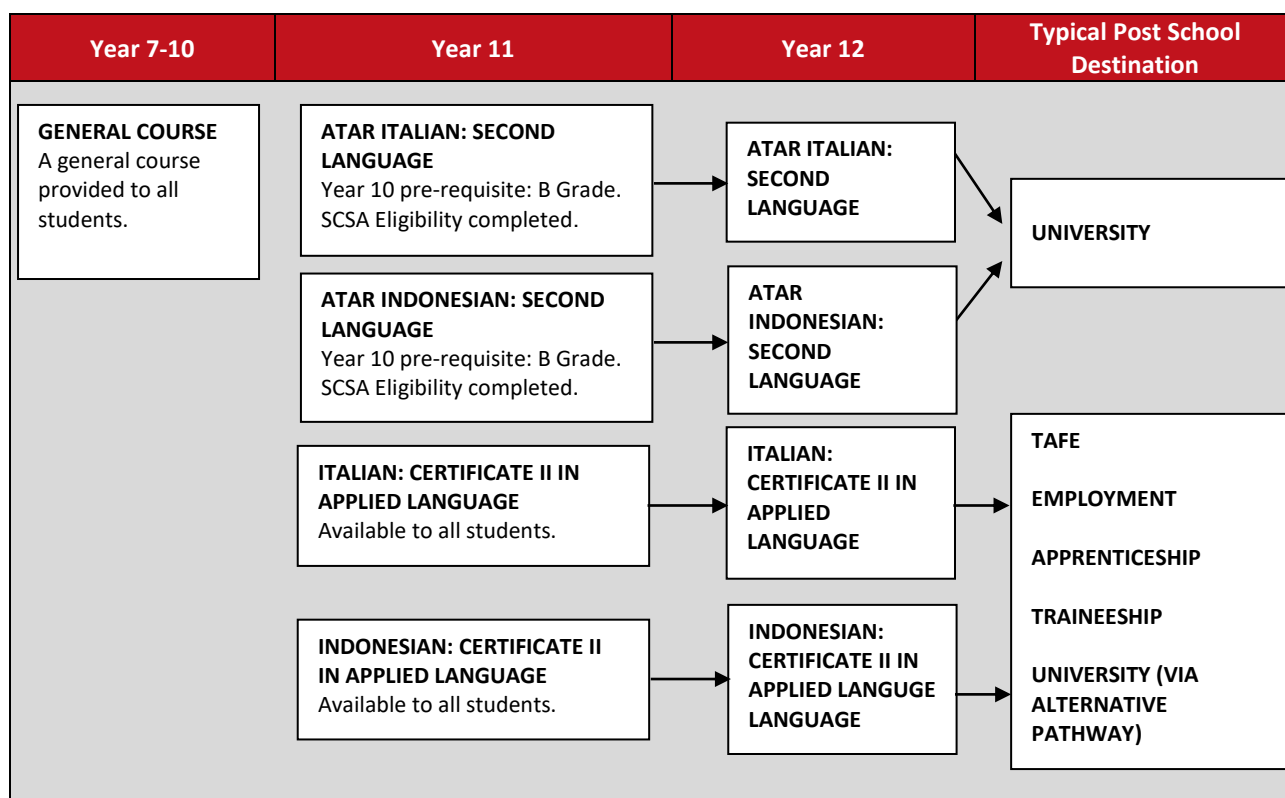 Year 7-10
Year 11
Year 12
Typical Post School
Destination
GENERAL COURSE
A general course
provided to all
students.
ATAR ITALIAN: SECOND
LANGUAGE
Year 10 pre-requisite: B Grade.
SCSA Eligibility completed.
ATAR ITALIAN:
SECOND
LANGUAGE
UNIVERSITY
ATAR INDONESIAN: SECOND
LANGUAGE
Year 10 pre-requisite: B Grade.
SCSA Eligibility completed.
ATAR
INDONESIAN:
SECOND
LANGUAGE
ITALIAN: CERTIFICATE II IN
APPLIED LANGUAGE
Available to all students.
ITALIAN:
CERTIFICATE II IN
APPLIED
LANGUAGE
TAFE
EMPLOYMENT
APPRENTICESHIP
TRAINEESHIP
UNIVERSITY (VIA
ALTERNATIVE
PATHWAY)
INDONESIAN: CERTIFICATE II
IN APPLIED LANGUAGE
Available to all students.
INDONESIAN:
CERTIFICATE II IN
APPLIED LANGUGE
LANGUAGE